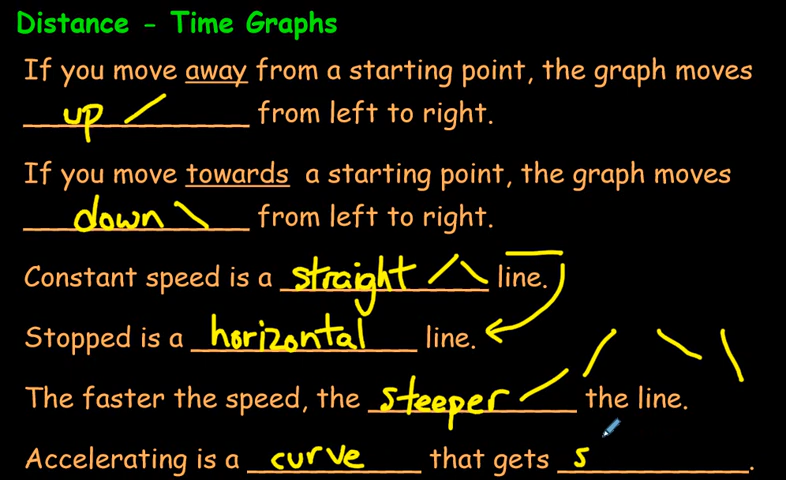 Distance - Time Graphs
If you move away from a starting point, the graph moves
up from left to right.
If you move towards a starting point, the graph moves
down from left to right.
Constant speed is a straight line.
Stopped is a horizontal line.
The faster the speed, the steeper the line.
Accelerating is a curve that gets s.